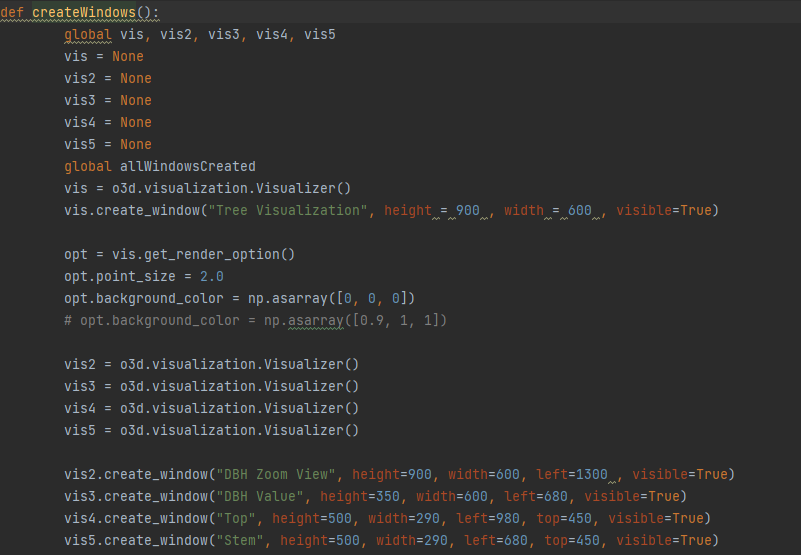 def createWindows():
        global vis, vis2, vis3, vis4, vis5
        vis = None
        vis2 = None
        vis3 = None
        vis4 = None
        vis5 = None
        global allWindowsCreated
        vis = o3d.visualization.Visualizer()
        vis.create_window("Tree Visualization", height = 900 , width = 600 , visible=True)

        opt = vis.get_render_option()
        opt.point_size = 2.0
        opt.background_color = np.asarray([0, 0, 0])
        # opt.background_color = np.asarray([0.9, 1, 1])

        vis2 = o3d.visualization.Visualizer()
        vis3 = o3d.visualization.Visualizer()
        vis4 = o3d.visualization.Visualizer()
        vis5 = o3d.visualization.Visualizer()

        vis2.create_window("DBH Zoom View", height=900, width=600, left=1300 , visible=True)
        vis3.create_window("DBH Value", height=350, width=600, left=680, visible=True)
        vis4.create_window("Top", height=500, width=290, left=980, top=450, visible=True)
        vis5.create_window("Stem", height=500, width=290, left=680, top=450, visible=True)